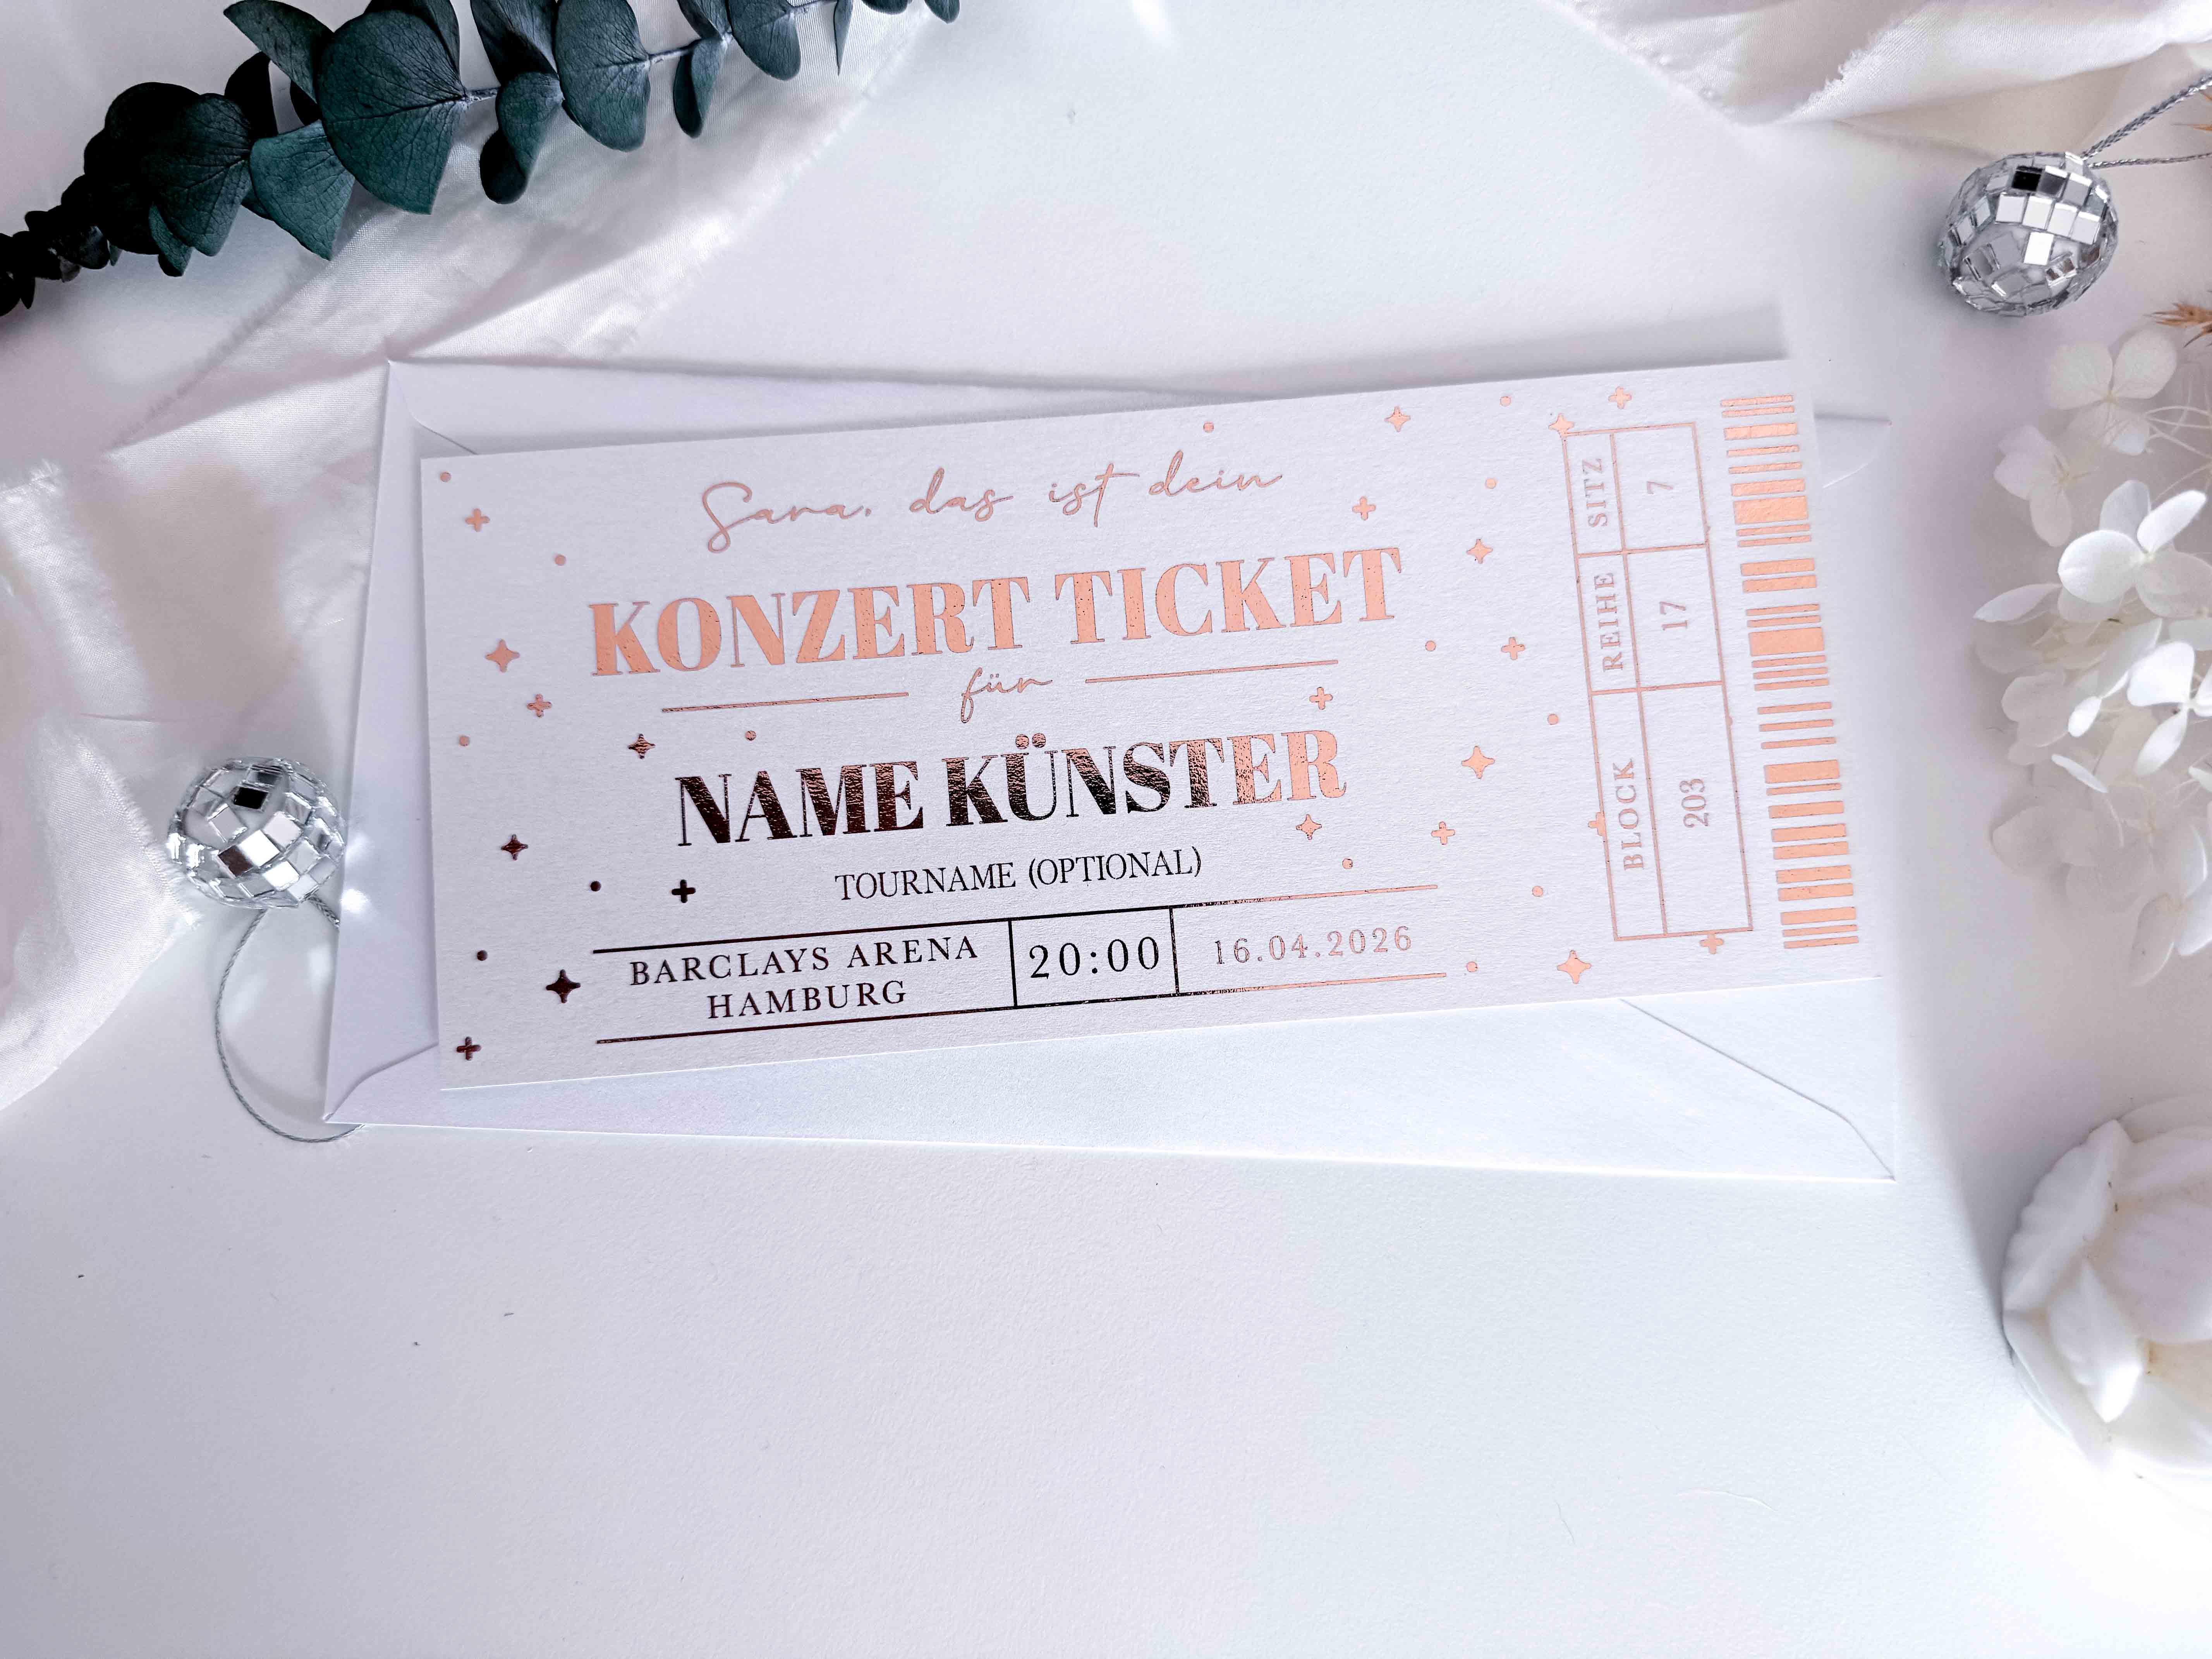 Sara, das ist dein
KONZERT TICKET
für
NAME KÜNSTER
TOURNAME (OPTIONAL)
BARCLAYS ARENA
HAMBURG
20:00
16.04.2026
BLOCK REIHE SITZ
203 17 7